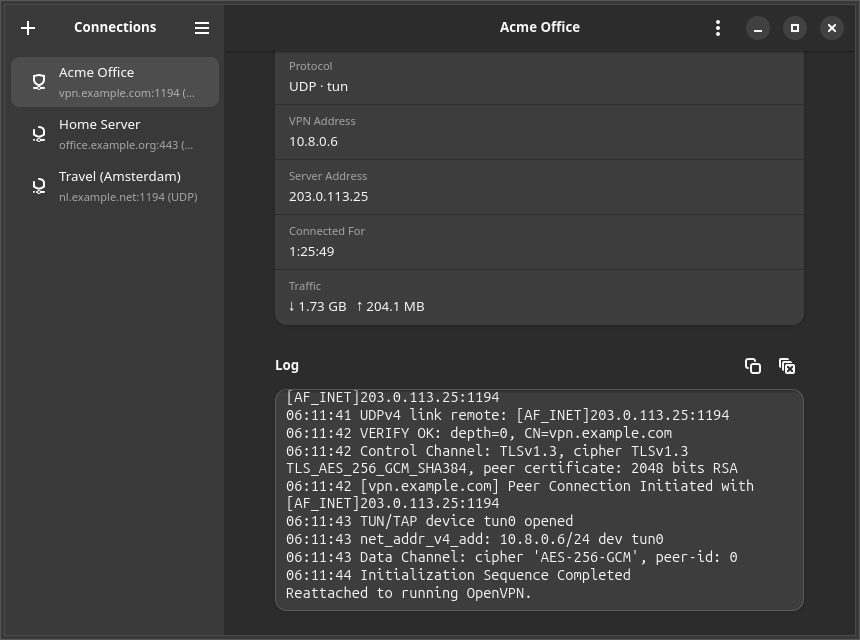 Connections
Acme Office
Acme Office
vpn.example.com:1194 (...
Home Server
office.example.org:443 (...
Travel (Amsterdam)
nl.example.net:1194 (UDP)
Protocol
UDP · tun
VPN Address
10.8.0.6
Server Address
203.0.113.25
Connected For
1:25:49
Traffic
↓ 1.73 GB ↑ 204.1 MB
Log
[AF_INET]203.0.113.25:1194
06:11:41 UDPv4 link remote: [AF_INET]203.0.113.25:1194
06:11:42 VERIFY OK: depth=0, CN=vpn.example.com
06:11:42 Control Channel: TLSv1.3, cipher TLSv1.3
TLS_AES_256_GCM_SHA384, peer certificate: 2048 bits RSA
06:11:42 [vpn.example.com] Peer Connection Initiated with
[AF_INET]203.0.113.25:1194
06:11:43 TUN/TAP device tun0 opened
06:11:43 net_addr_v4_add: 10.8.0.6/24 dev tun0
06:11:43 Data Channel: cipher 'AES-256-GCM', peer-id: 0
06:11:44 Initialization Sequence Completed
Reattached to running OpenVPN.